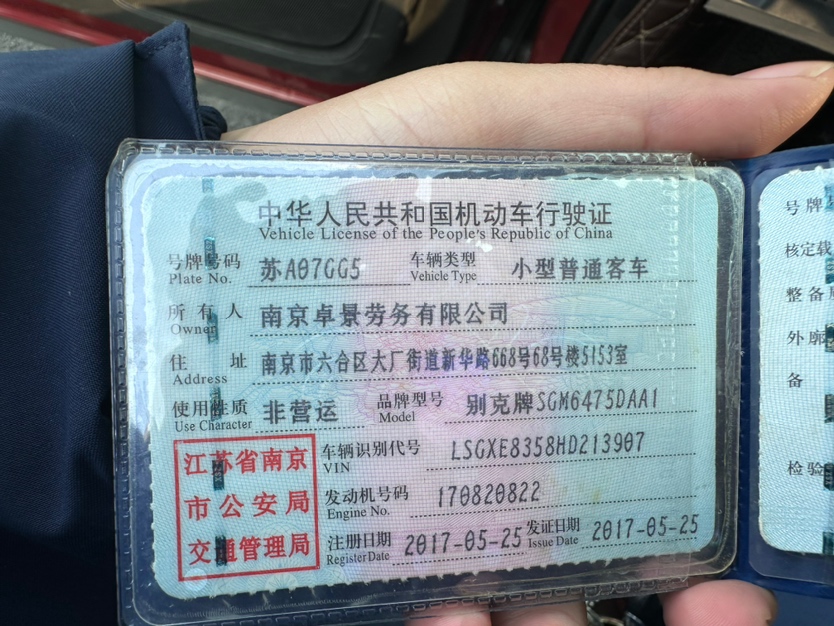 中华人民共和国机动车行驶证
Vehicle License of the People's Republic of China
号牌号码 苏A07GG5 车辆类型 小型普通客车
Plate No. Vehicle Type
所有人 南京卓景劳务有限公司
Owner
住址 南京市六合区大厂街道新华路668号68号楼5153室
Address
使用性质 非营运 品牌型号 别克牌SGM6475DAA1
Use Character Model
江苏省南京
市公安局
交通管理局
车辆识别代号 LSGXE8358HD213907
VIN
发动机号码 170820822
Engine No.
注册日期 2017-05-25 发证日期 2017-05-25
Register Date Issue Date
号牌
核定载
整备
外廓
备
检验